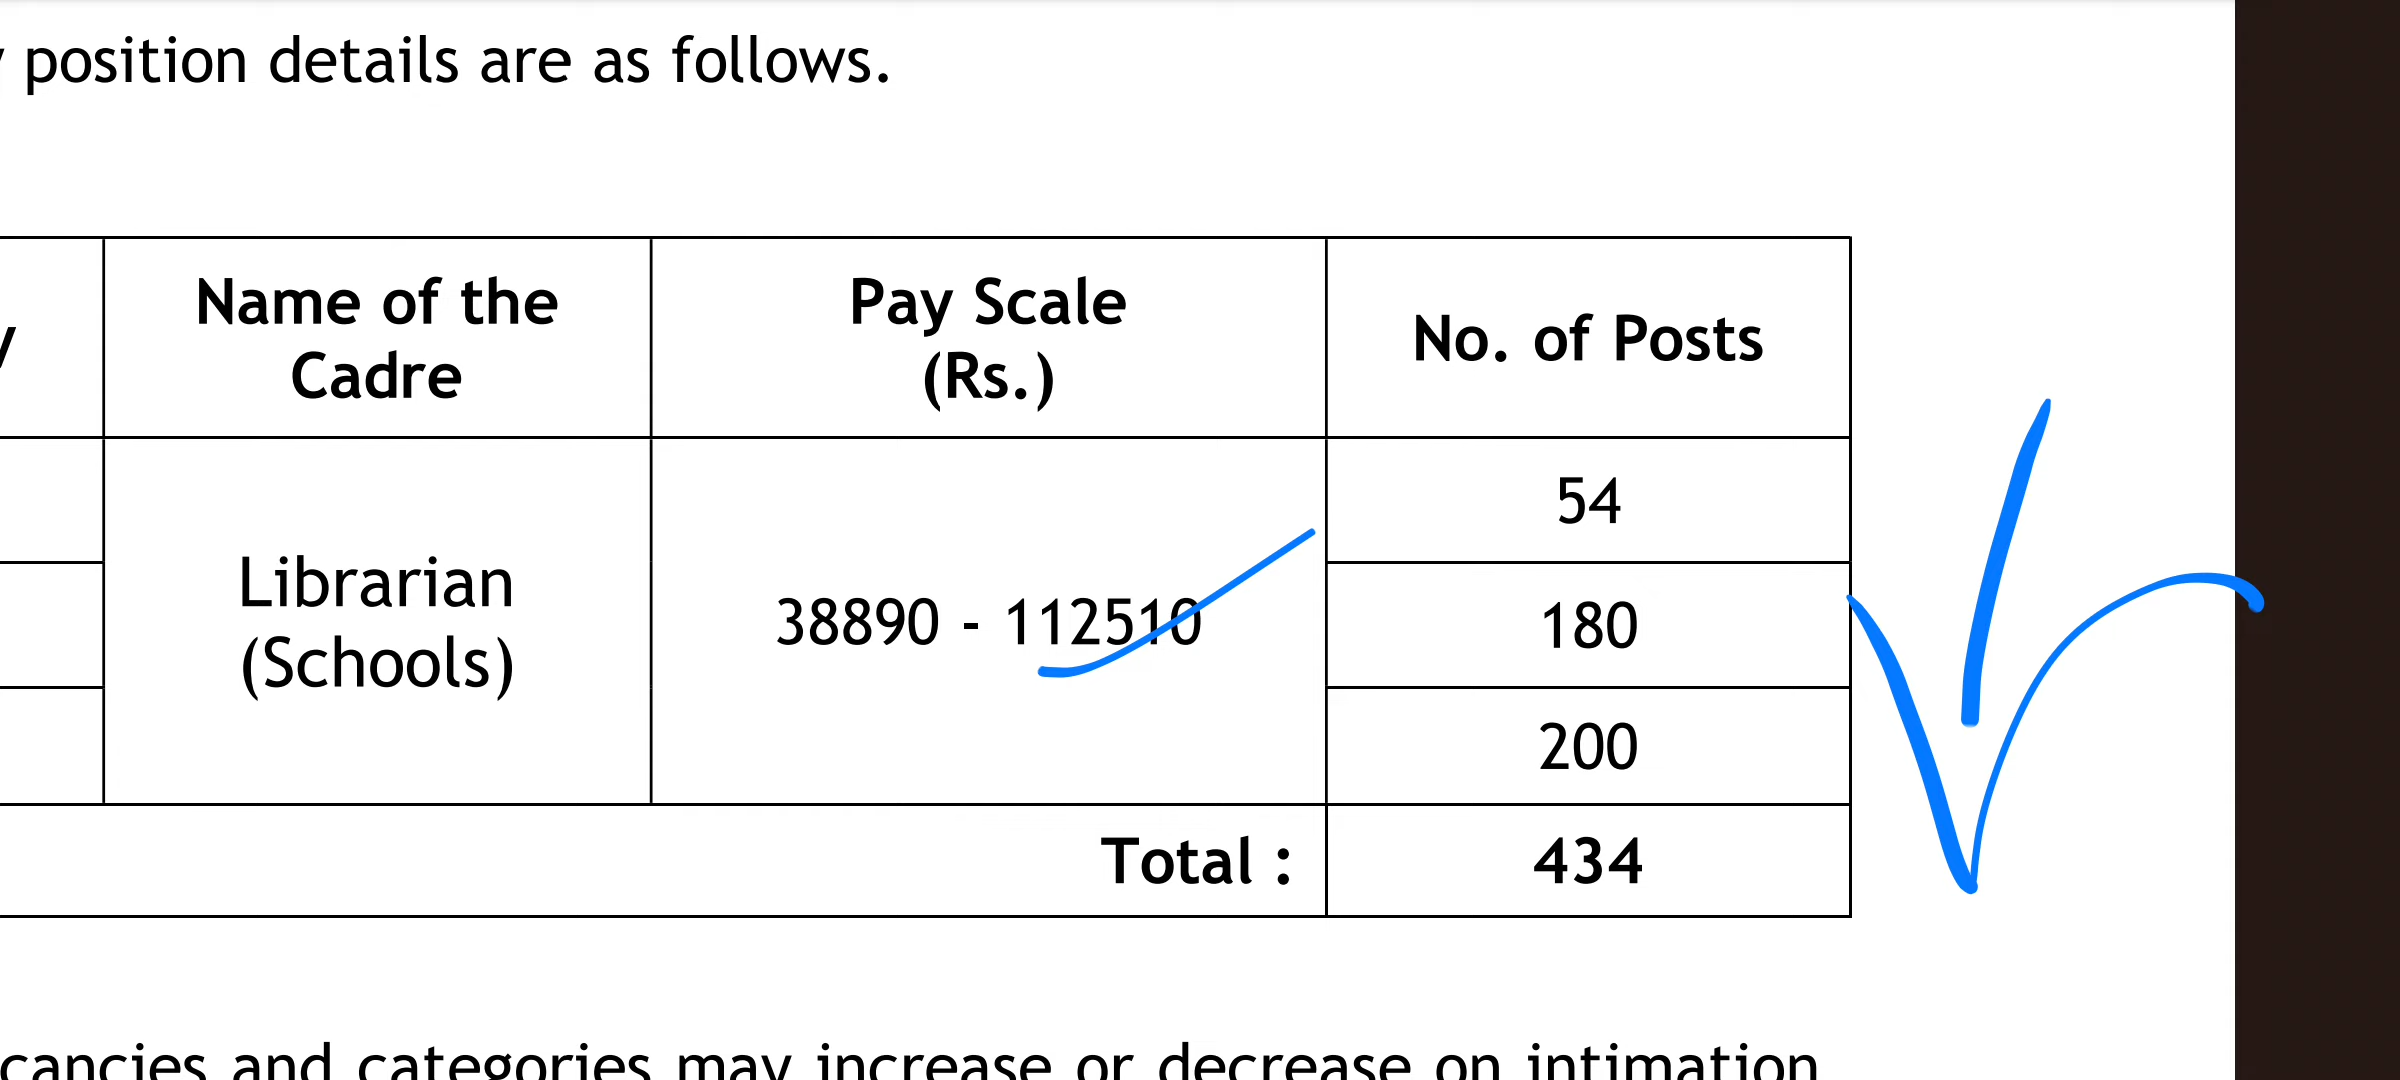 position details are as follows.
Name of the Cadre
Pay Scale (Rs.)
No. of Posts
Librarian (Schools)
38890 - 112510
54
180
200
Total : 434
and categories may increase or decrease on intimation